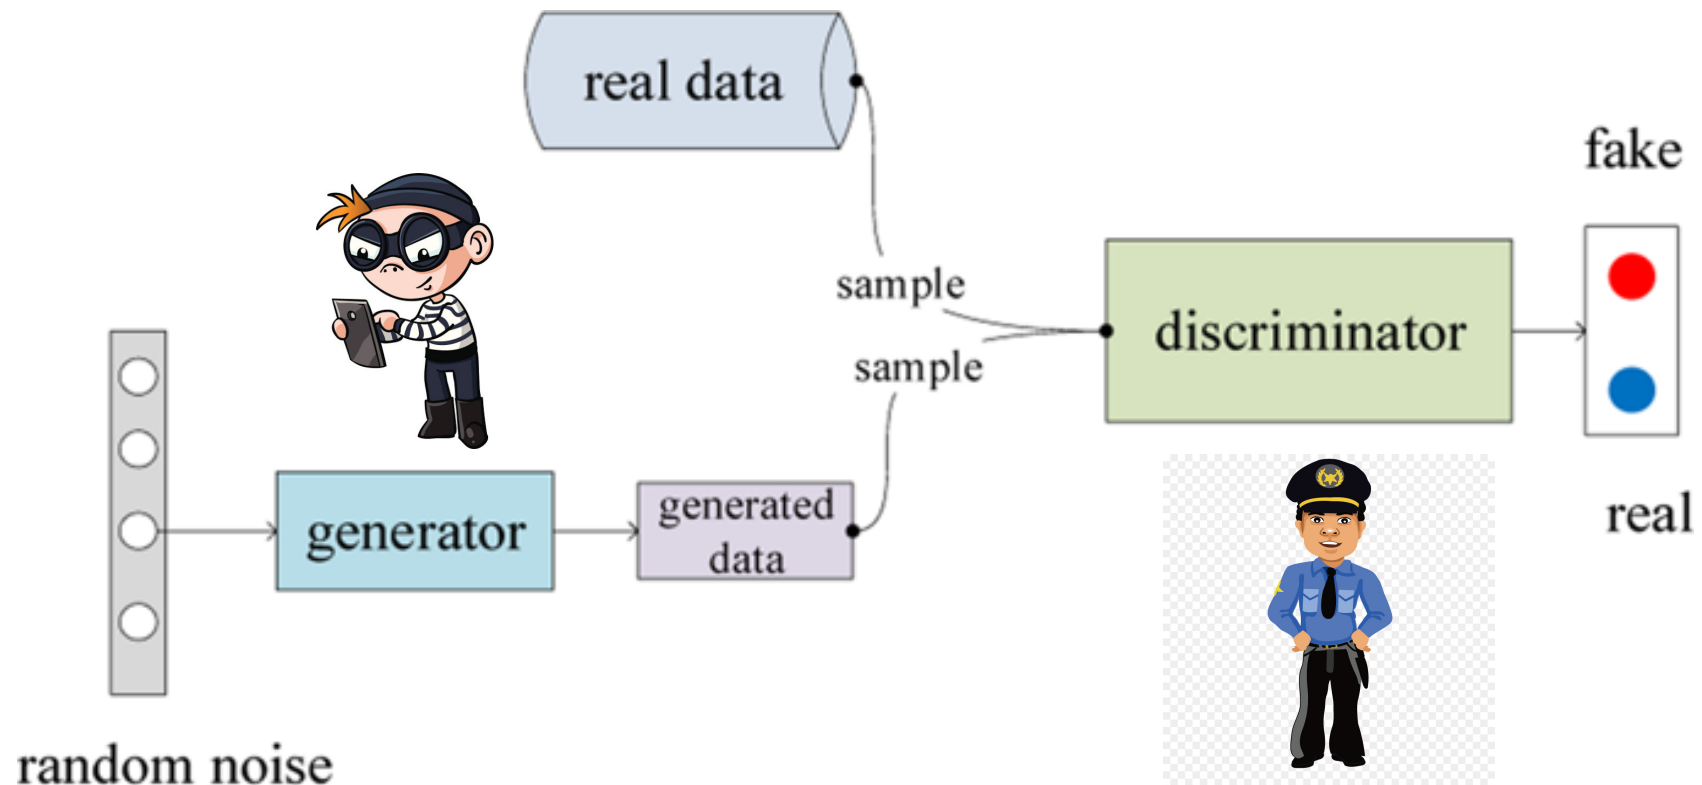 real data
fake
sample
discriminator
sample
generated
data
generator
real
random noise